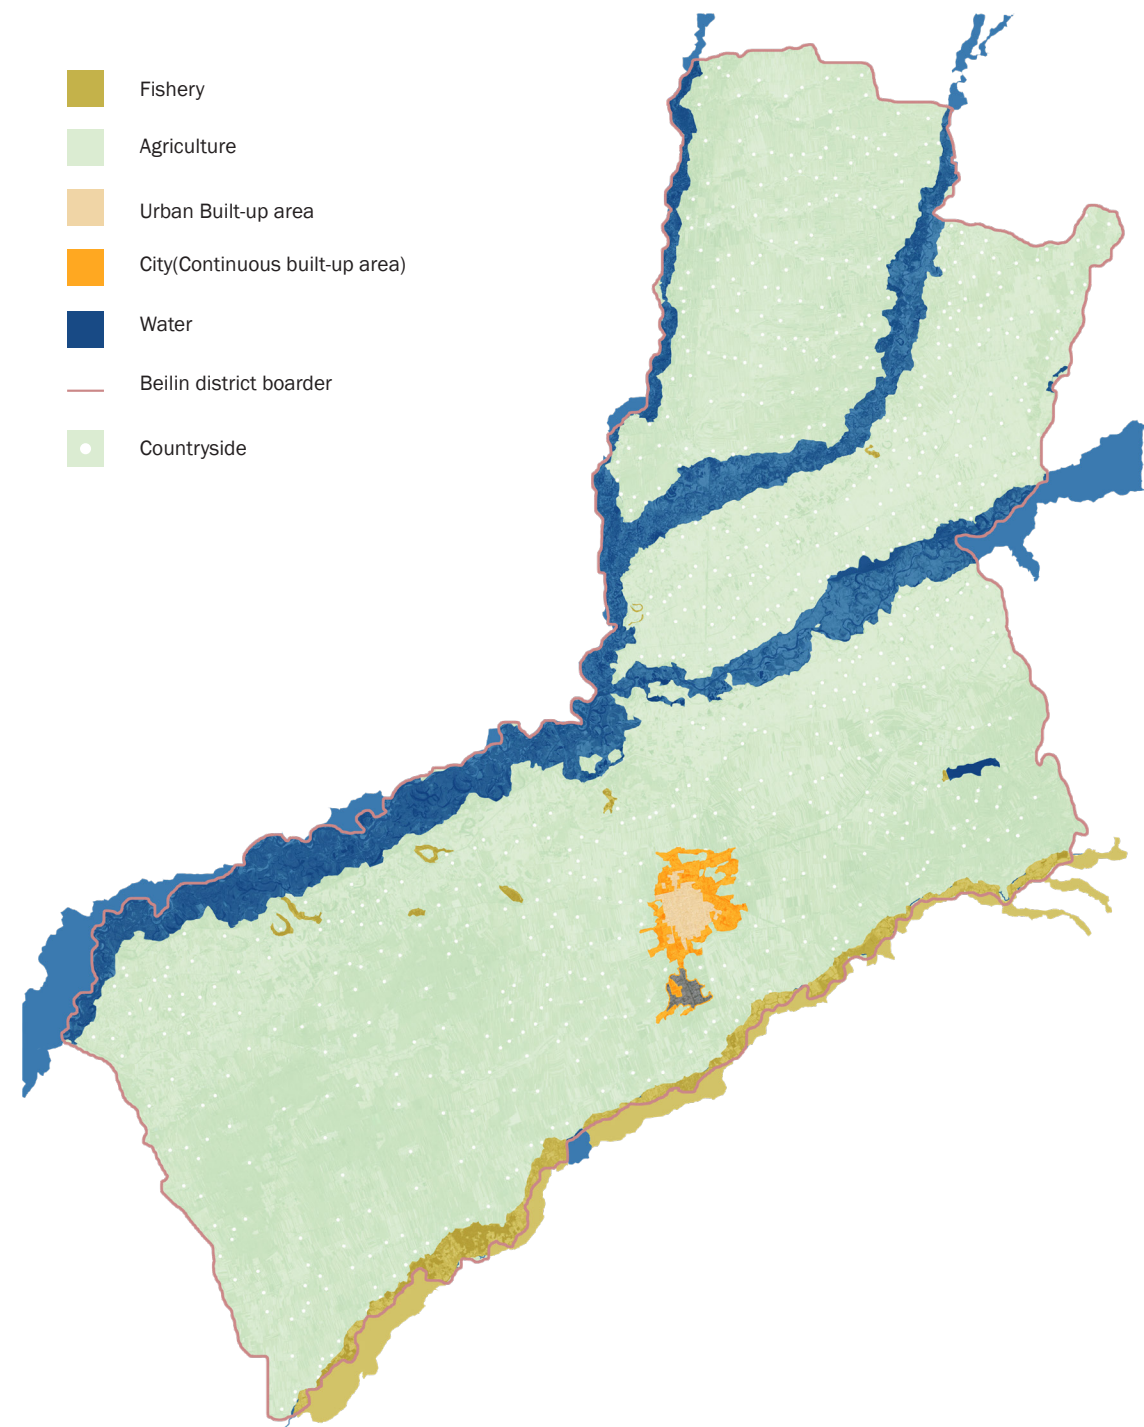 Fishery
Agriculture
Urban Built-up area
City(Continuous built-up area)
Water
Beilin district boarder
Countryside